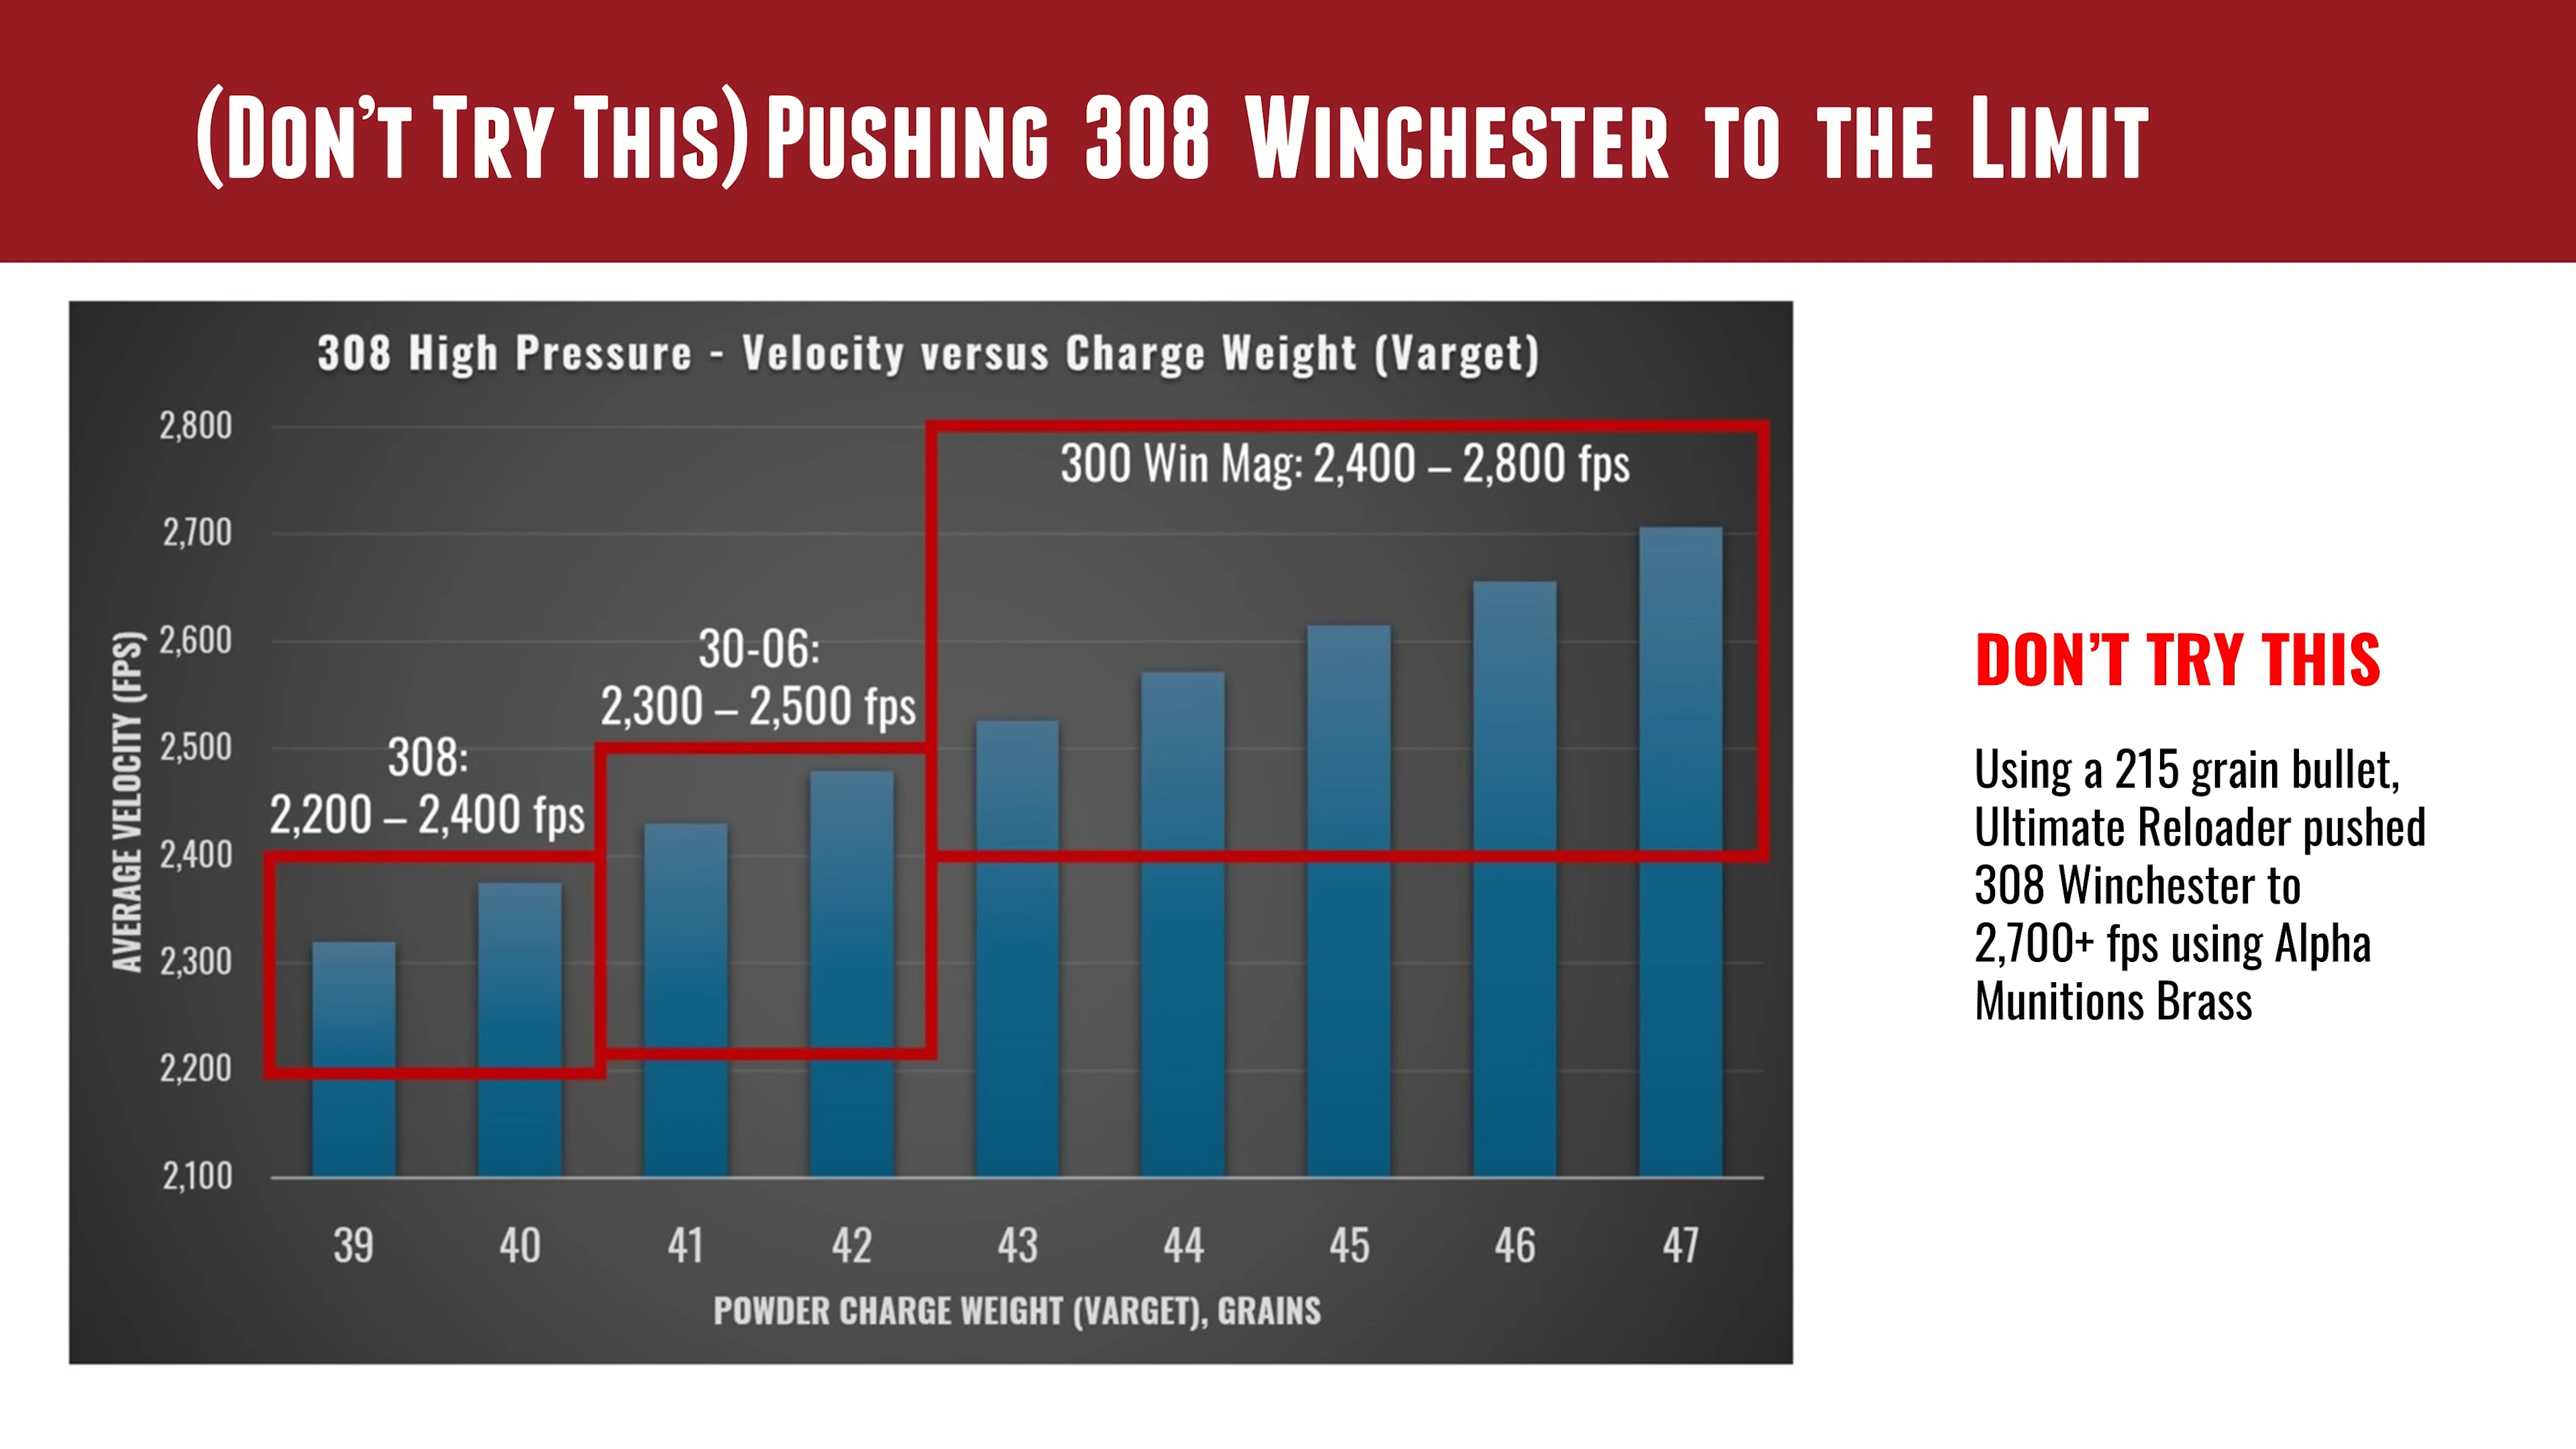 (Don't Try This) Pushing 308 Winchester to the Limit
308 High Pressure - Velocity versus Charge Weight (Varget)
2,800
2,700
2,600
2,500
2,400
2,300
2,200
2,100
AVERAGE VELOCITY (FPS)
308:
2,200 – 2,400 fps
30-06:
2,300 – 2,500 fps
300 Win Mag: 2,400 – 2,800 fps
39 40 41 42 43 44 45 46 47
POWDER CHARGE WEIGHT (VARGET), GRAINS
DON'T TRY THIS
Using a 215 grain bullet,
Ultimate Reloader pushed
308 Winchester to
2,700+ fps using Alpha
Munitions Brass